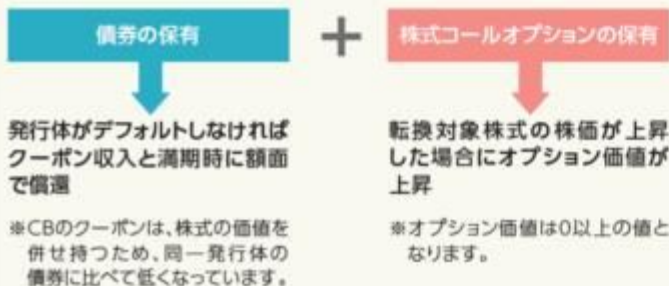 債券の保有
+
株式コールオプションの保有
発行体がデフォルトしなければ
クーポン収入と満期時に額面
で償還
※CBのクーポンは、株式の価値を
併せ持つため、同一発行体の
債券に比べて低くなっています。
転換対象株式の株価が上昇
した場合にオプション価値が
上昇
※オプション価値は0以上の値と
なります。